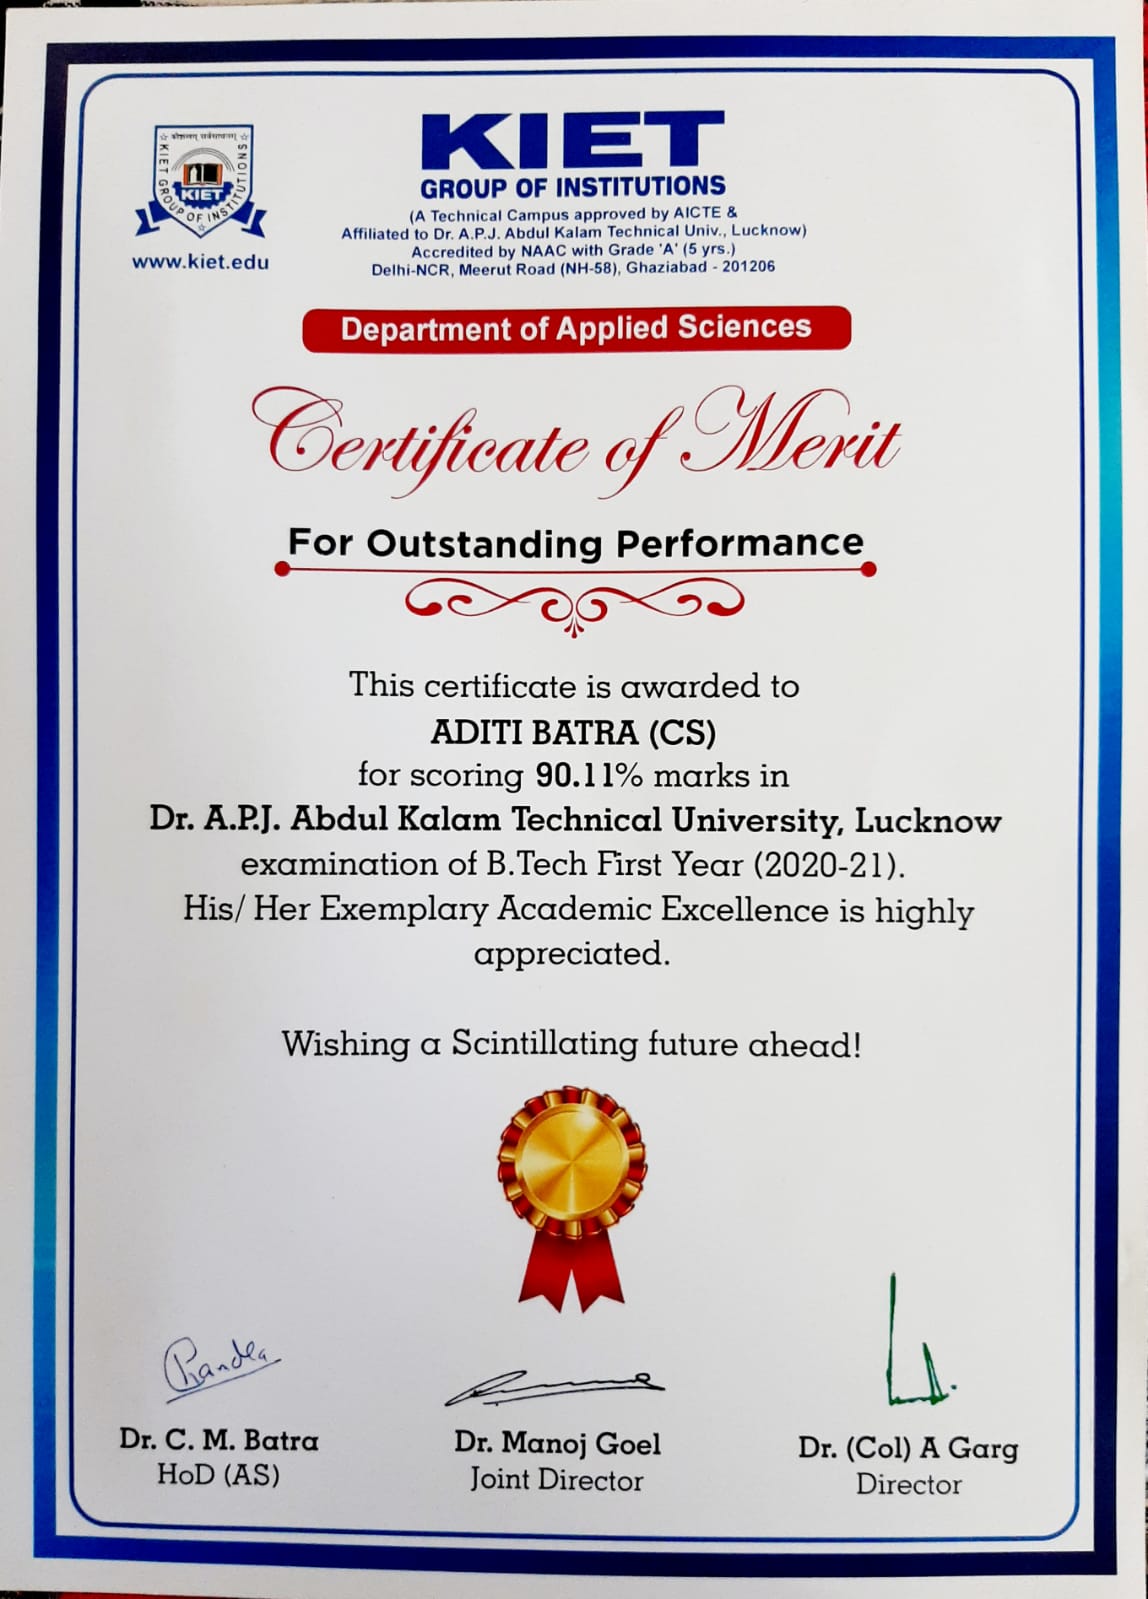 कौशलम् सर्वसाधनम्
KIET GROUP OF INSTITUTIONS
KIET
www.kiet.edu
KIET
GROUP OF INSTITUTIONS
(A Technical Campus approved by AICTE &
Affiliated to Dr. A.P.J. Abdul Kalam Technical Univ., Lucknow)
Accredited by NAAC with Grade 'A' (5 yrs.)
Delhi-NCR, Meerut Road (NH-58), Ghaziabad - 201206
Department of Applied Sciences
Certificate of Merit
For Outstanding Performance
This certificate is awarded to
ADITI BATRA (CS)
for scoring 90.11% marks in
Dr. A.P.J. Abdul Kalam Technical University, Lucknow
examination of B.Tech First Year (2020-21).
His/ Her Exemplary Academic Excellence is highly
appreciated.
Wishing a Scintillating future ahead!
Dr. C. M. Batra
HoD (AS)
Dr. Manoj Goel
Joint Director
Dr. (Col) A Garg
Director